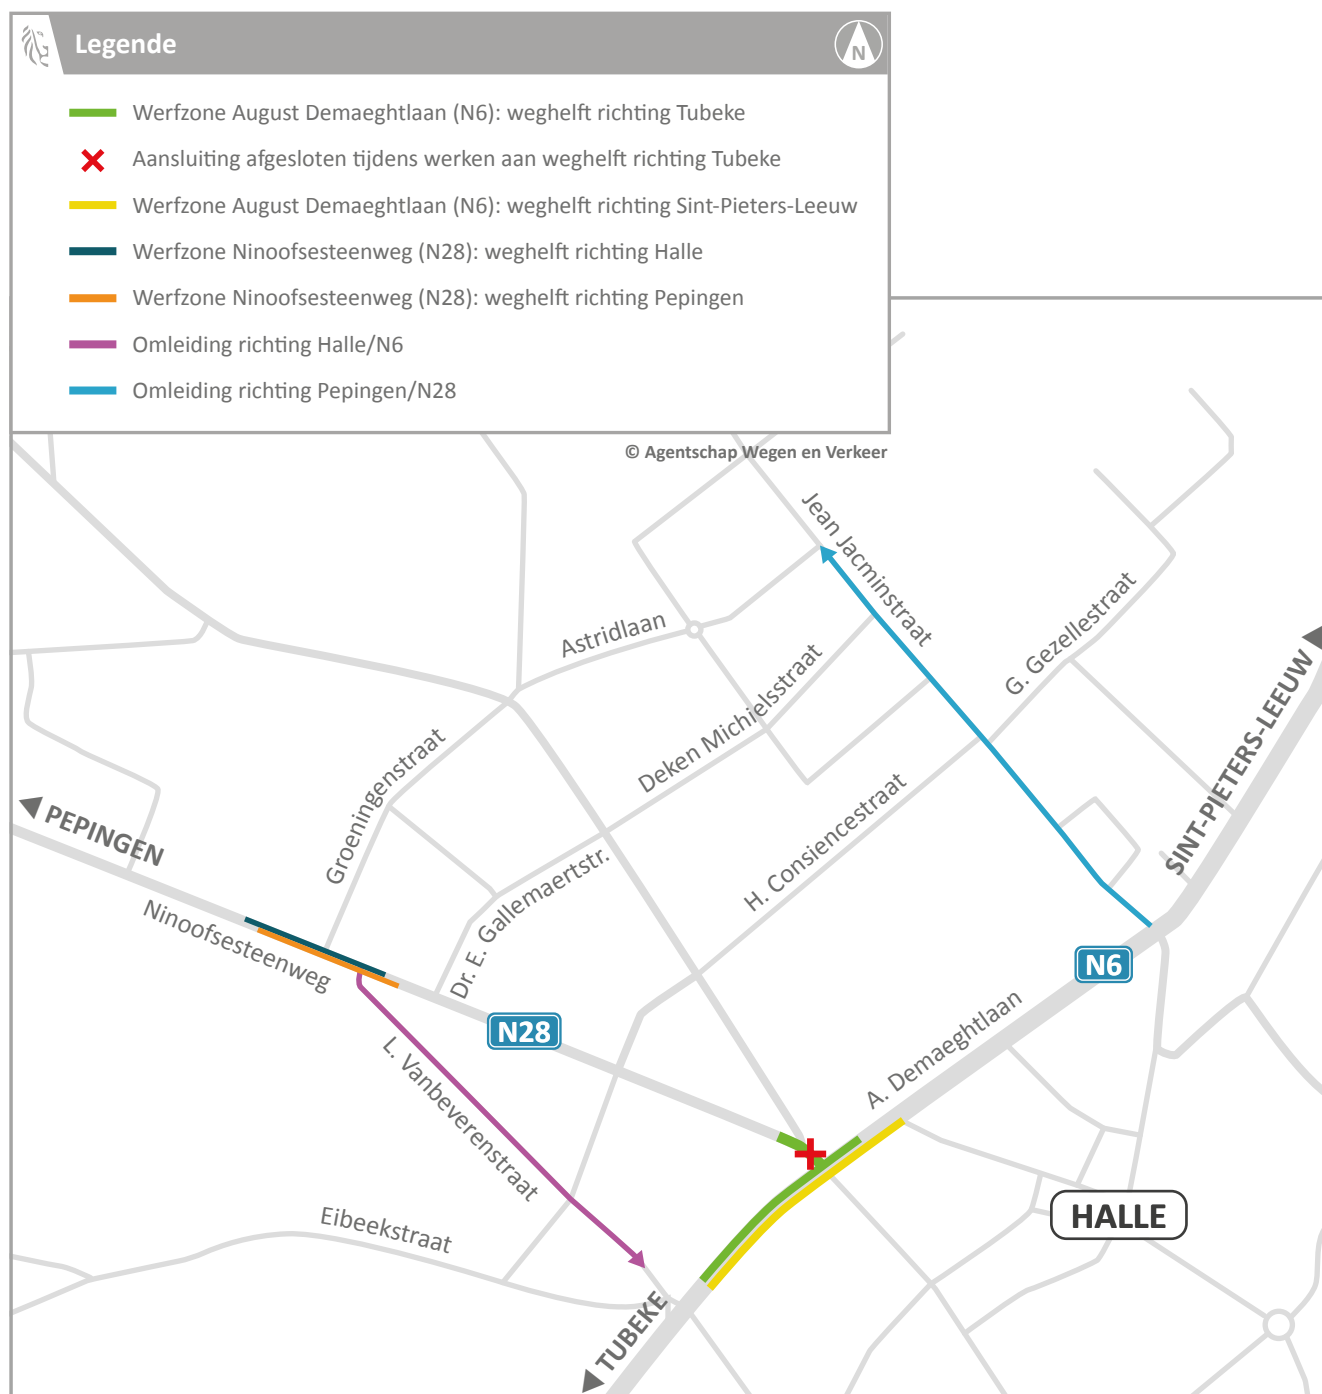 Legende
N
Werfzone August Demaeghtlaan (N6): weghelft richting Tubeke
Aansluiting afgesloten tijdens werken aan weghelft richting Tubeke
Werfzone August Demaeghtlaan (N6): weghelft richting Sint-Pieters-Leeuw
Werfzone Ninoofsesteenweg (N28): weghelft richting Halle
Werfzone Ninoofsesteenweg (N28): weghelft richting Pepingen
Omleiding richting Halle/N6
Omleiding richting Pepingen/N28
© Agentschap Wegen en Verkeer
Jean Jacminstraat
G. Gezellestraat
Astridlaan
Deken Michielsstraat
SINT-PIETERS-LEEUW
Groeningenstraat
H. Consiencestraat
PEPINGEN
Dr. E. Gallemaertstr.
Ninoofsesteenweg
N6
N28
A. Demaeghtlaan
L. Vanbeverenstraat
HALLE
Eibeekstraat
TUBEKE